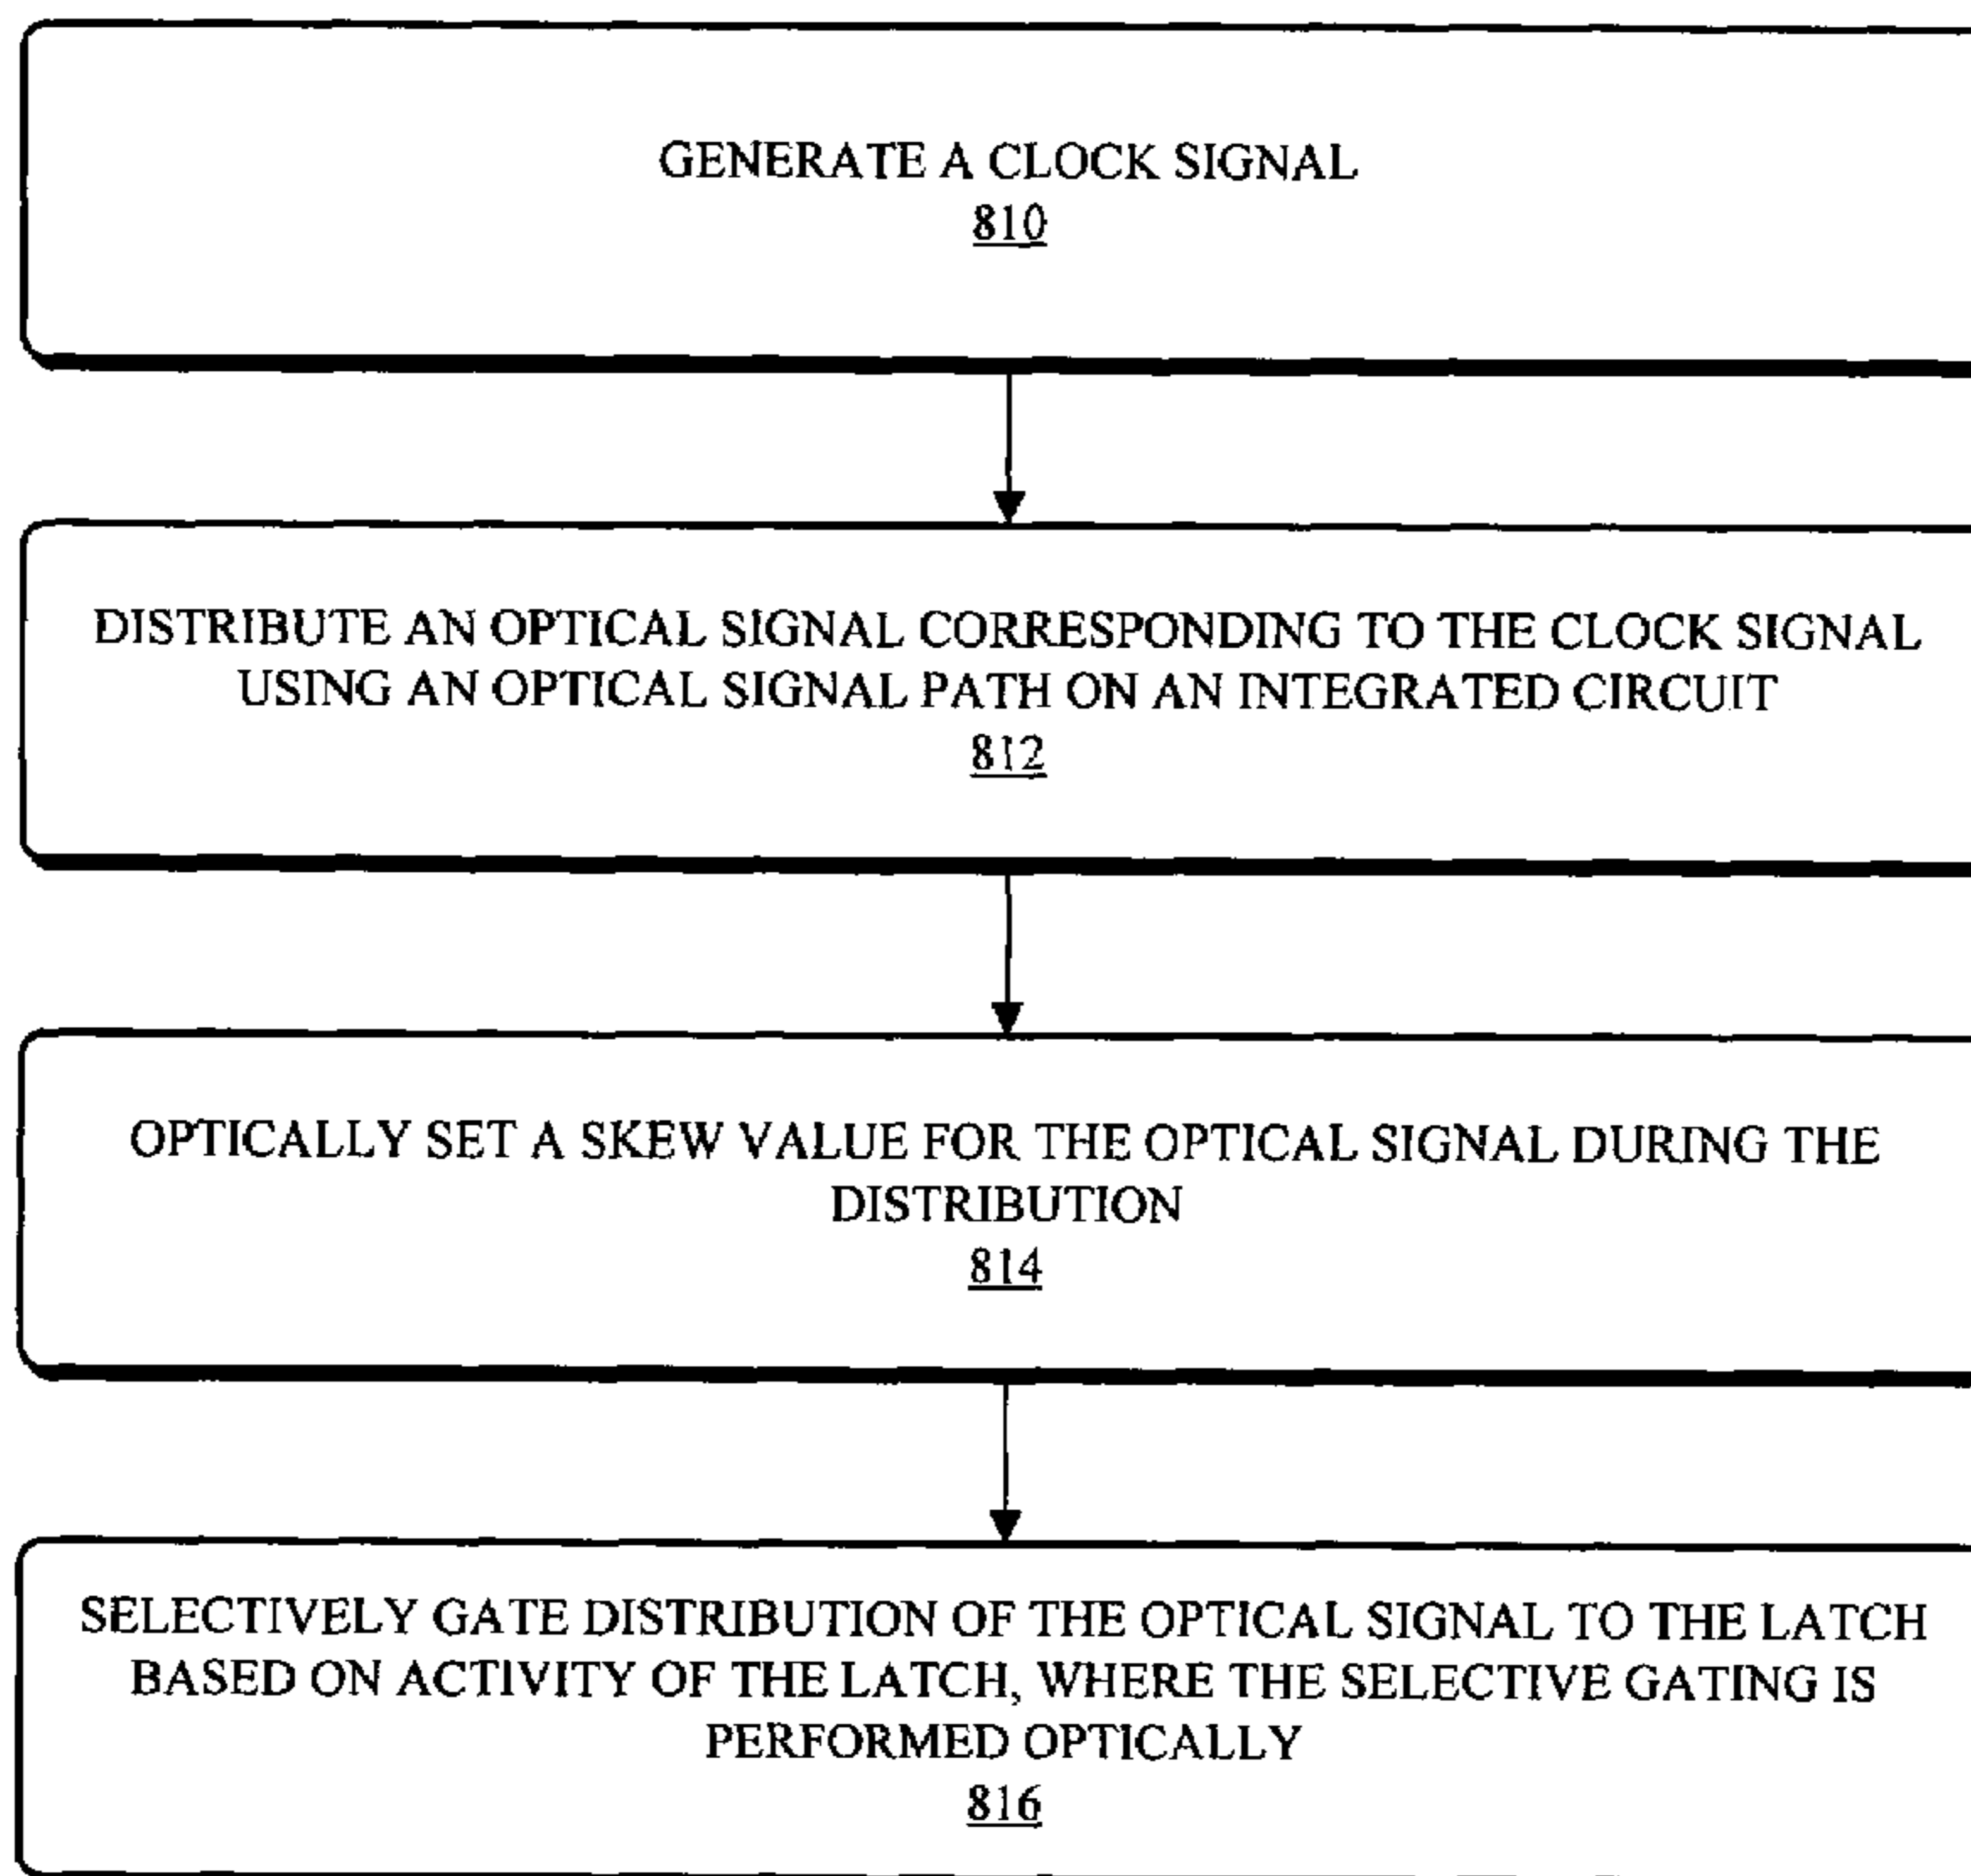 GENERATE A CLOCK SIGNAL
810
DISTRIBUTE AN OPTICAL SIGNAL CORRESPONDING TO THE CLOCK SIGNAL
USING AN OPTICAL SIGNAL PATH ON AN INTEGRATED CIRCUIT
812
OPTICALLY SET A SKEW VALUE FOR THE OPTICAL SIGNAL DURING THE
DISTRIBUTION
814
SELECTIVELY GATE DISTRIBUTION OF THE OPTICAL SIGNAL TO THE LATCH
BASED ON ACTIVITY OF THE LATCH, WHERE THE SELECTIVE GATING IS
PERFORMED OPTICALLY
816